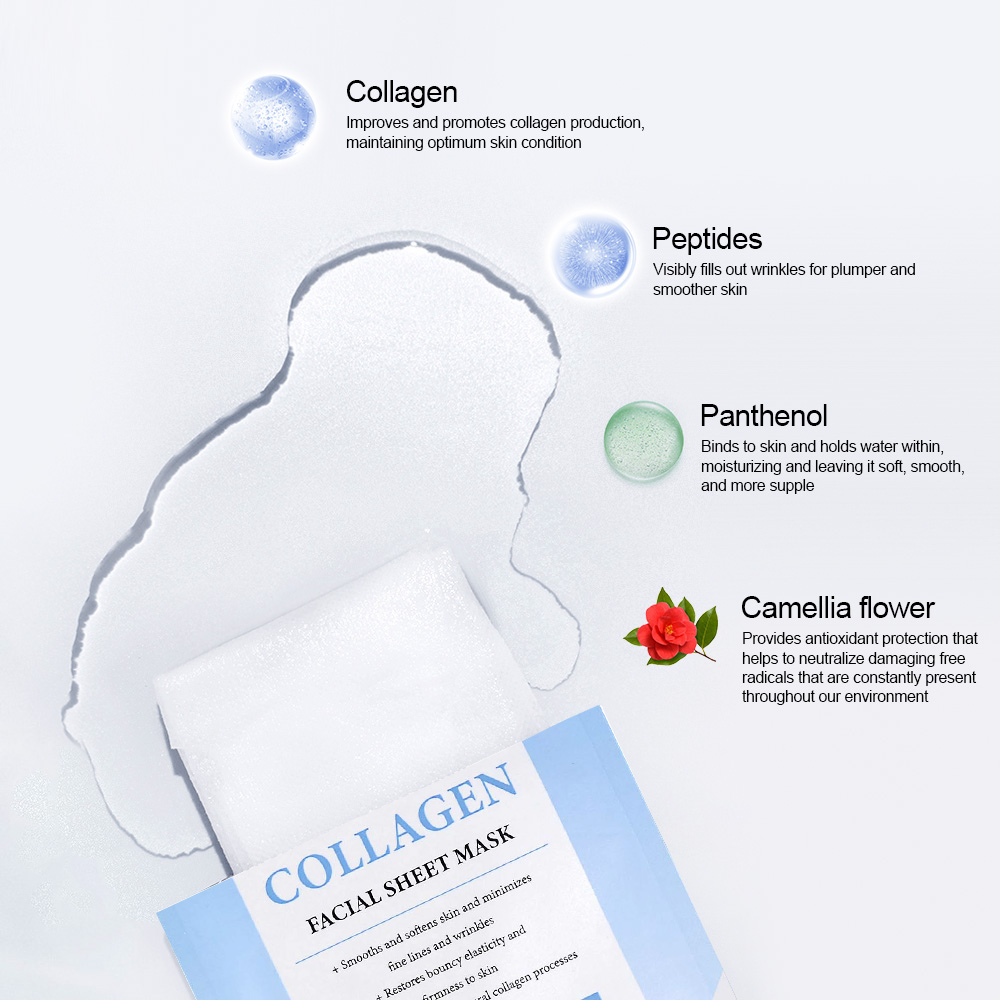 Collagen
Improves and promotes collagen production,
maintaining optimum skin condition
Peptides
Visibly fills out wrinkles for plumper and
smoother skin
Panthenol
Binds to skin and holds water within,
moisturizing and leaving it soft, smooth,
and more supple
Camellia flower
Provides antioxidant protection that
helps to neutralize damaging free
radicals that are constantly present
throughout our environment
COLLAGEN
FACIAL SHEET MASK
+ Smooths and softens skin and minimizes
fine lines and wrinkles
+ Restores bouncy elasticity and
firmness to skin
collagen processes